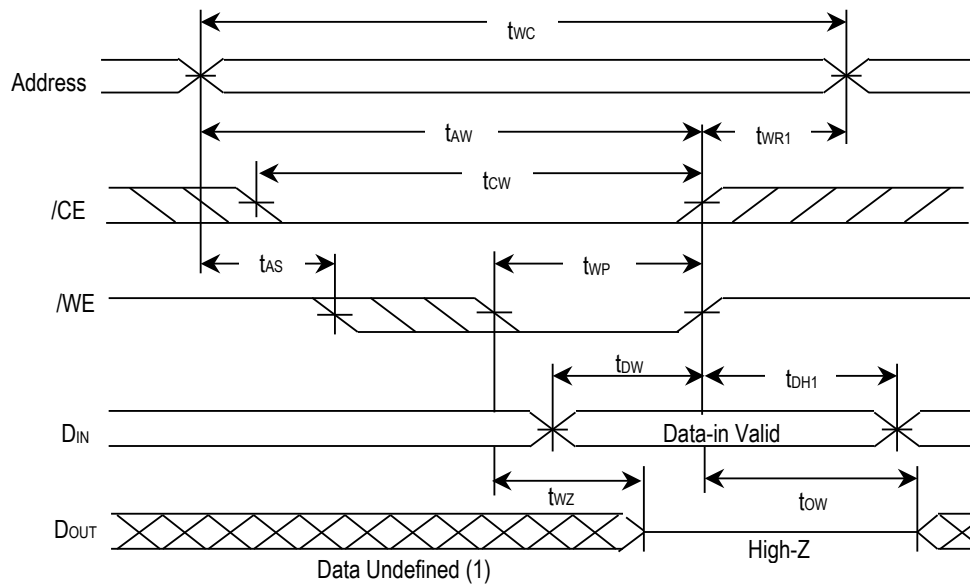 tWC
Address
tAW
tWR1
tCW
/CE
tAS
tWP
/WE
tDW
tDH1
DIN
Data-in Valid
tWZ
tOW
DOUT
High-Z
Data Undefined (1)